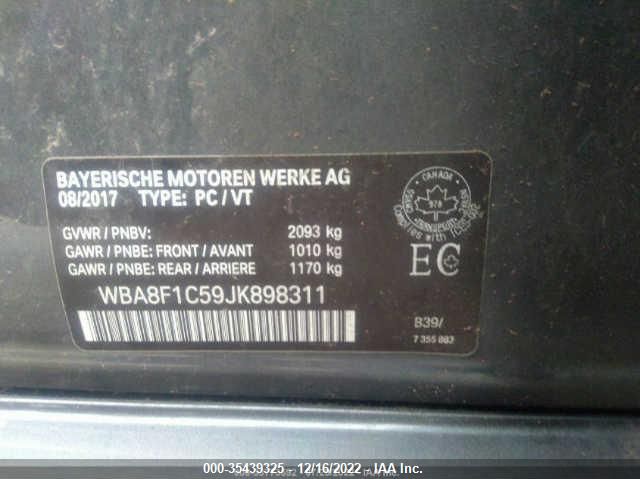 BAYERISCHE MOTOREN WERKE AG
08/2017 TYPE: PC / VT
GVWR / PNBV: 2093 kg
GAWR / PNBE: FRONT / AVANT 1010 kg
GAWR / PNBE: REAR / ARRIERE 1170 kg
WBA8F1C59JK898311
CANADA
EC
B39/
7 355 882
000-35439325 - 12/16/2022 - IAA Inc.